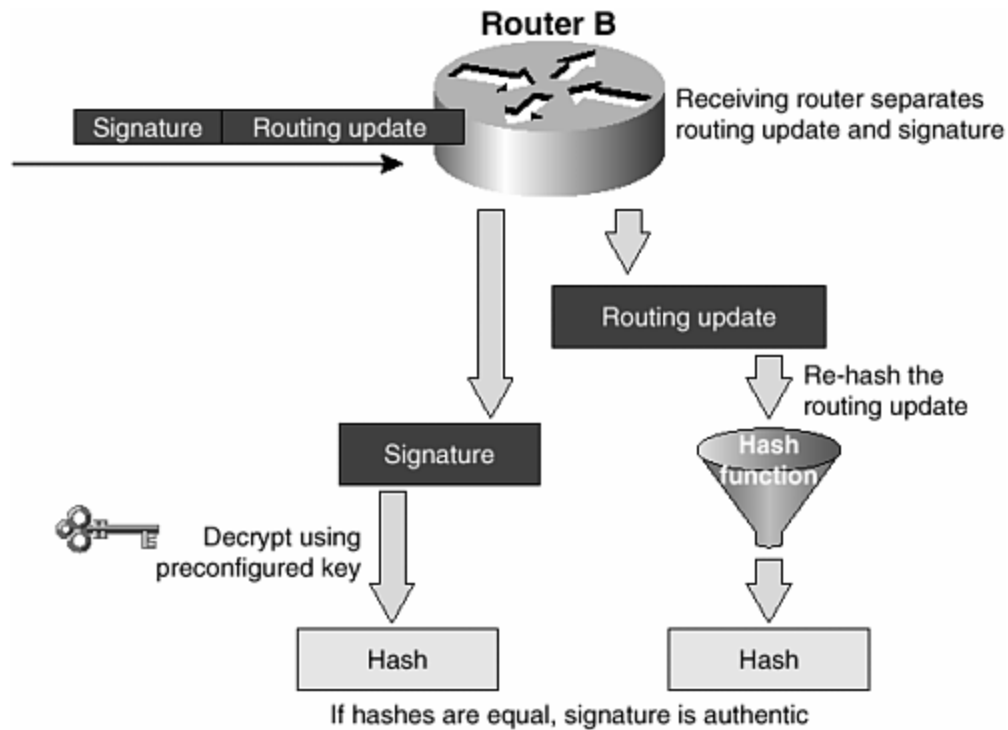 Router B
Receiving router separates
routing update and signature
Signature
Routing update
Routing update
Re-hash the
routing update
Hash
function
Signature
Decrypt using
preconfigured key
Hash
Hash
If hashes are equal, signature is authentic